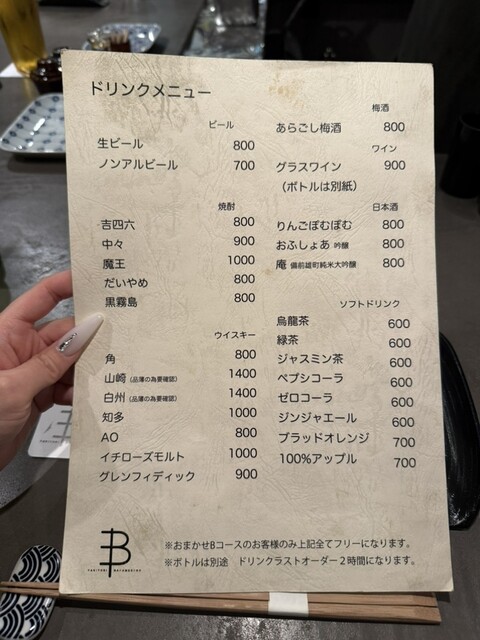 ドリンクメニュー
ビール
生ビール 800
ノンアルビール 700
焼酎
吉四六 800
中々 900
魔王 1000
だいやめ 800
黒霧島 800
ウイスキー
角 800
山崎(品薄の為要確認) 1400
白州(品薄の為要確認) 1400
知多 1000
AO 800
イチローズモルト 1000
グレンフィディック 900
梅酒
あらごし梅酒 800
ワイン
グラスワイン 900
(ボトルは別紙)
日本酒
りんごぽむぽむ 800
おふしょあ 吟醸 800
庵 備前雄町純米大吟醸 800
ソフトドリンク
烏龍茶 600
緑茶 600
ジャスミン茶 600
ペプシコーラ 600
ゼロコーラ 600
ジンジャエール 600
ブラッドオレンジ 700
100%アップル 700
B
※おまかせBコースのお客様のみ上記全てフリーになります。
※ボトルは別途 ドリンクラストオーダー2時間になります。